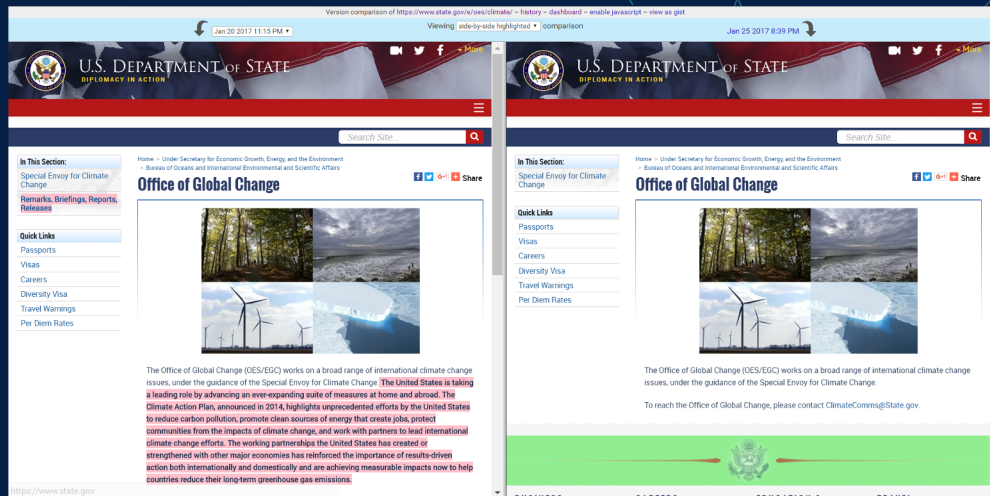 Version comparison of https://www.state.gov/e/oes/climate/ ~ history ~ dashboard ~ enable javascript ~ view as gist
Jan 20 2017 11:15 PM
Viewing side-by-side highlighted comparison
Jan 25 2017 8:39 PM
More
U.S. DEPARTMENT OF STATE
DIPLOMACY IN ACTION
Search Site...
In This Section:
Special Envoy for Climate
Change
Remarks, Briefings, Reports,
Releases
Quick Links
Passports
Visas
Careers
Diversity Visa
Travel Warnings
Per Diem Rates
Home > Under Secretary for Economic Growth, Energy, and the Environment
> Bureau of Oceans and International Environmental and Scientific Affairs
Office of Global Change
Share
The Office of Global Change (OES/EGC) works on a broad range of international climate change
issues, under the guidance of the Special Envoy for Climate Change. The United States is taking
a leading role by advancing an ever-expanding suite of measures at home and abroad. The
Climate Action Plan, announced in 2014, highlights unprecedented efforts by the United States
to reduce carbon pollution, promote clean sources of energy that create jobs, protect
communities from the impacts of climate change, and work with partners to lead international
climate change efforts. The working partnerships the United States has created or
strengthened with other major economies has reinforced the importance of results-driven
action both internationally and domestically and are achieving measurable impacts now to help
countries reduce their long-term greenhouse gas emissions.
https://www.state.gov
More
U.S. DEPARTMENT OF STATE
DIPLOMACY IN ACTION
Search Site...
In This Section:
Special Envoy for Climate
Change
Quick Links
Passports
Visas
Careers
Diversity Visa
Travel Warnings
Per Diem Rates
Home > Under Secretary for Economic Growth, Energy, and the Environment
> Bureau of Oceans and International Environmental and Scientific Affairs
Office of Global Change
Share
The Office of Global Change (OES/EGC) works on a broad range of international climate change
issues, under the guidance of the Special Envoy for Climate Change.
To reach the Office of Global Change, please contact ClimateComms@State.gov.